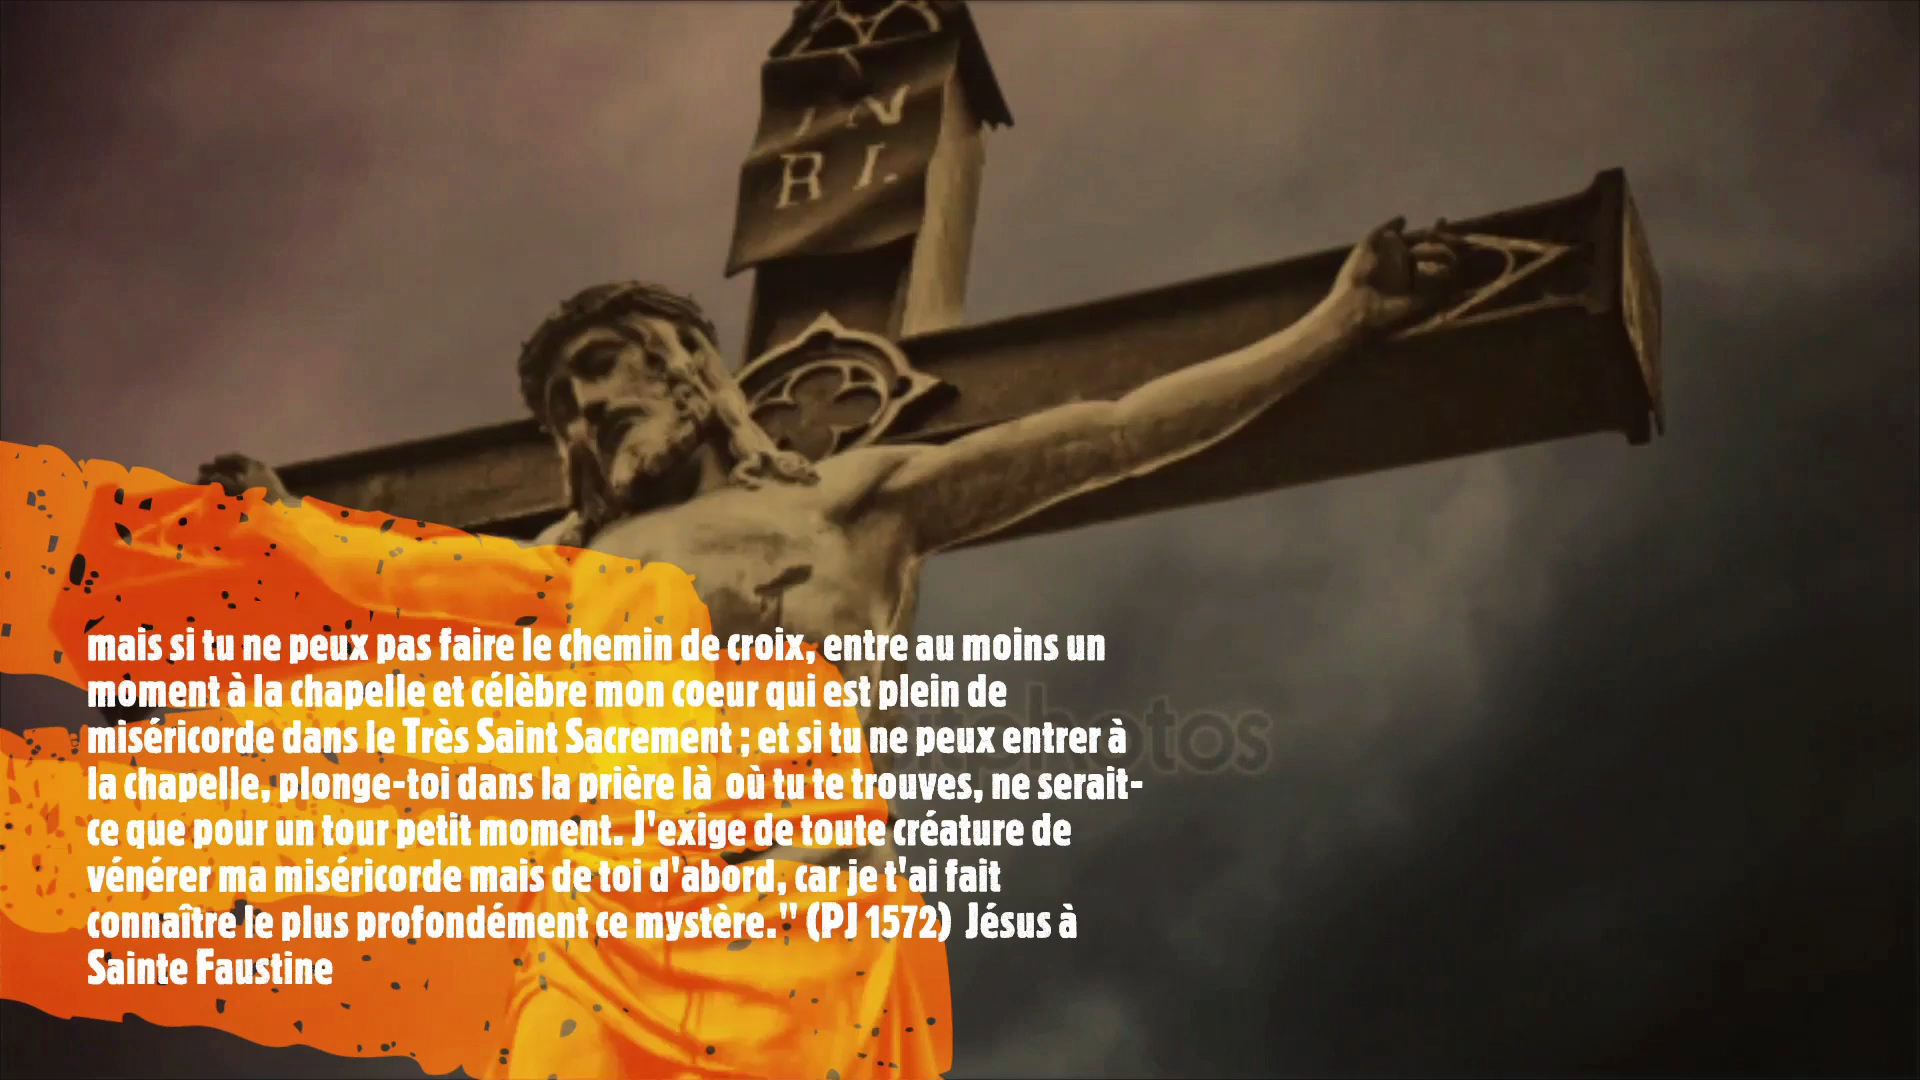 IN
RI.
mais si tu ne peux pas faire le chemin de croix, entre au moins un
moment à la chapelle et célèbre mon coeur qui est plein de
miséricorde dans le Très Saint Sacrement ; et si tu ne peux entrer à
la chapelle, plonge-toi dans la prière là  où tu te trouves, ne serait-
ce que pour un tour petit moment. J'exige de toute créature de
vénérer ma miséricorde mais de toi d'abord, car je t'ai fait
connaître le plus profondément ce mystère." (PJ 1572)  Jésus à
Sainte Faustine